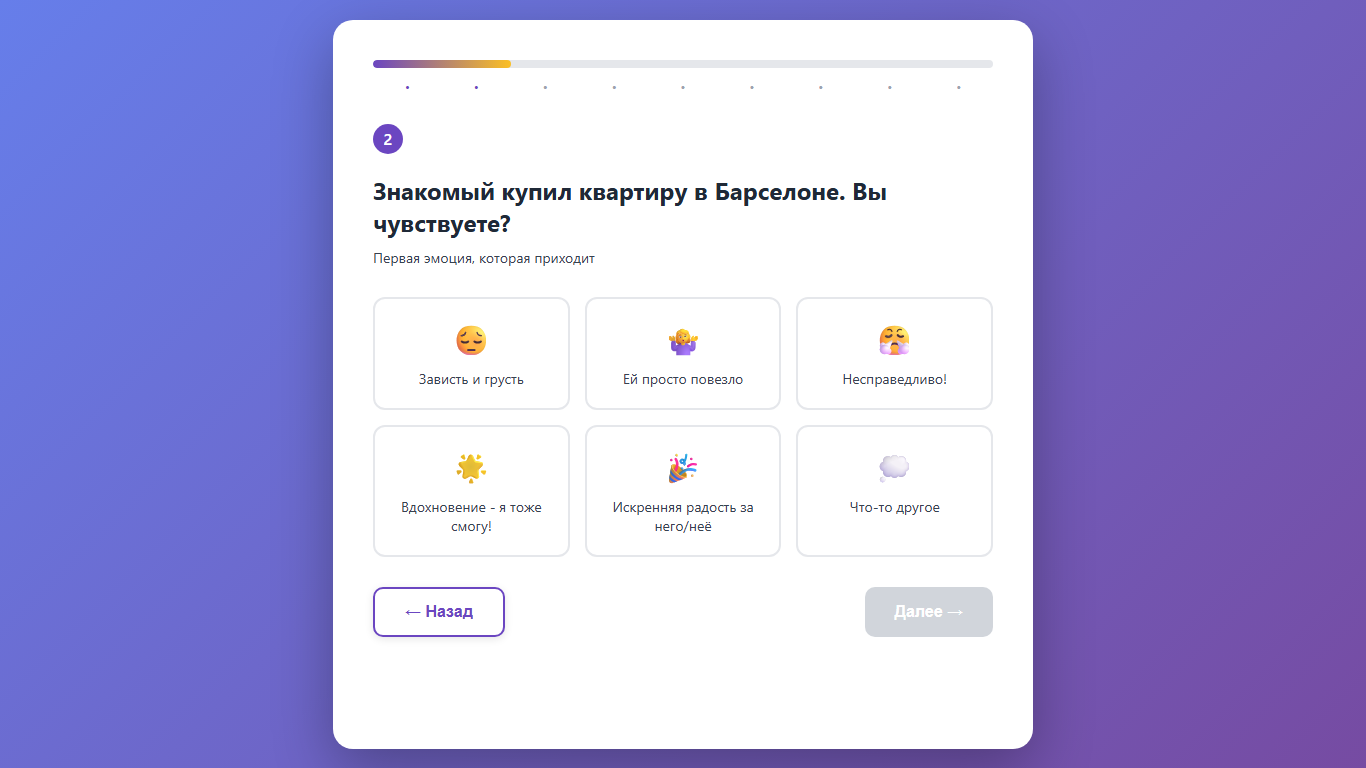 2
Знакомый купил квартиру в Барселоне. Вы
чувствуете?
Первая эмоция, которая приходит
Зависть и грусть
Ей просто повезло
Несправедливо!
Вдохновение - я тоже
смогу!
Искренняя радость за
него/неё
Что-то другое
← Назад
Далее →